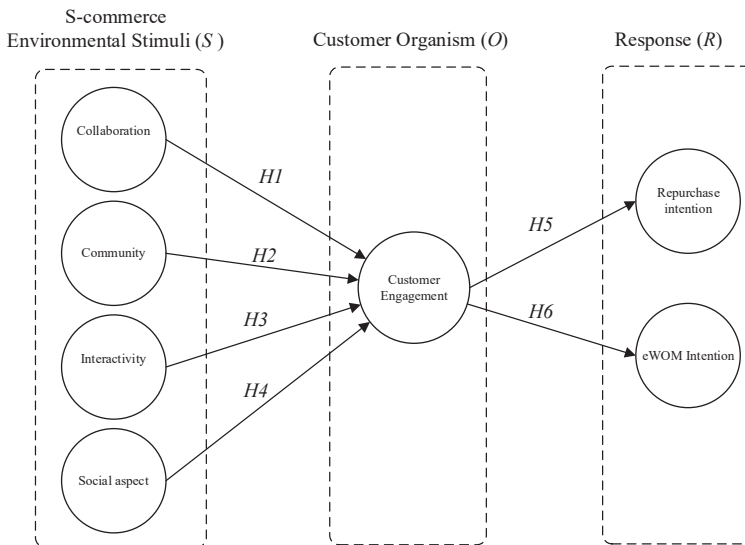 S-commerce
Environmental Stimuli (S )
Customer Organism (O)
Response (R)
Collaboration
H1
Community
H2
Interactivity
H3
Social aspect
H4
Customer
Engagement
H5
H6
Repurchase
intention
eWOM Intention